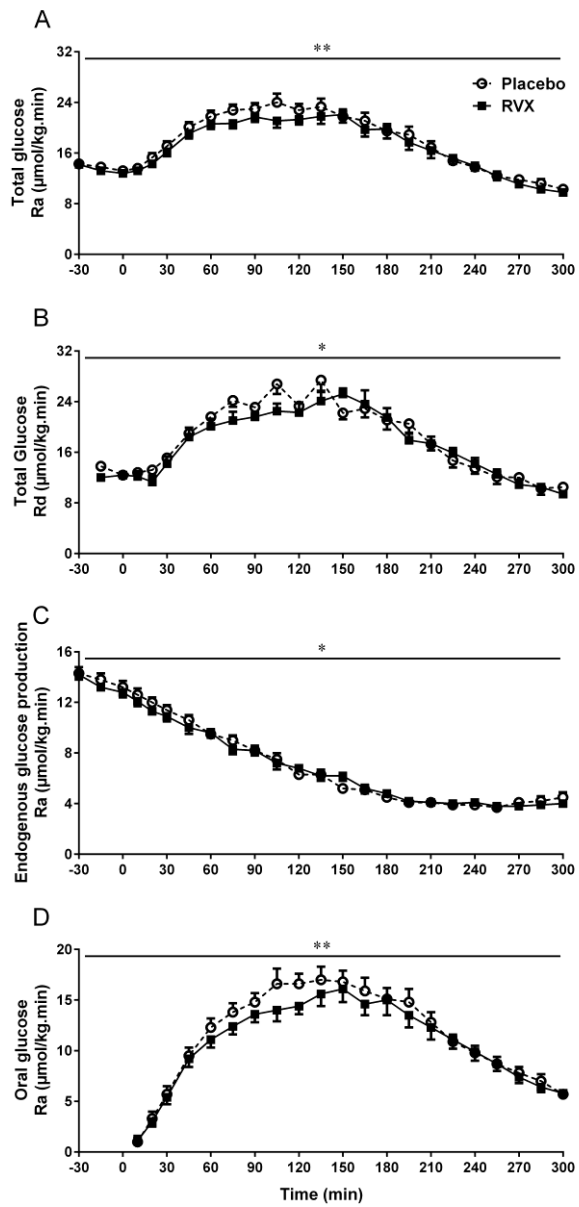 A
**
32
24
16
8
0
Total glucose
Ra (µmol/kg.min)
Placebo
RVX
-30 0 30 60 90 120 150 180 210 240 270 300
B
*
32
24
16
8
0
Total Glucose
Rd (µmol/kg.min)
-30 0 30 60 90 120 150 180 210 240 270 300
C
*
16
12
8
4
0
Endogenous glucose production
Ra (µmol/kg.min)
-30 0 30 60 90 120 150 180 210 240 270 300
D
**
20
15
10
5
0
Oral glucose
Ra (µmol/kg.min)
-30 0 30 60 90 120 150 180 210 240 270 300
Time (min)